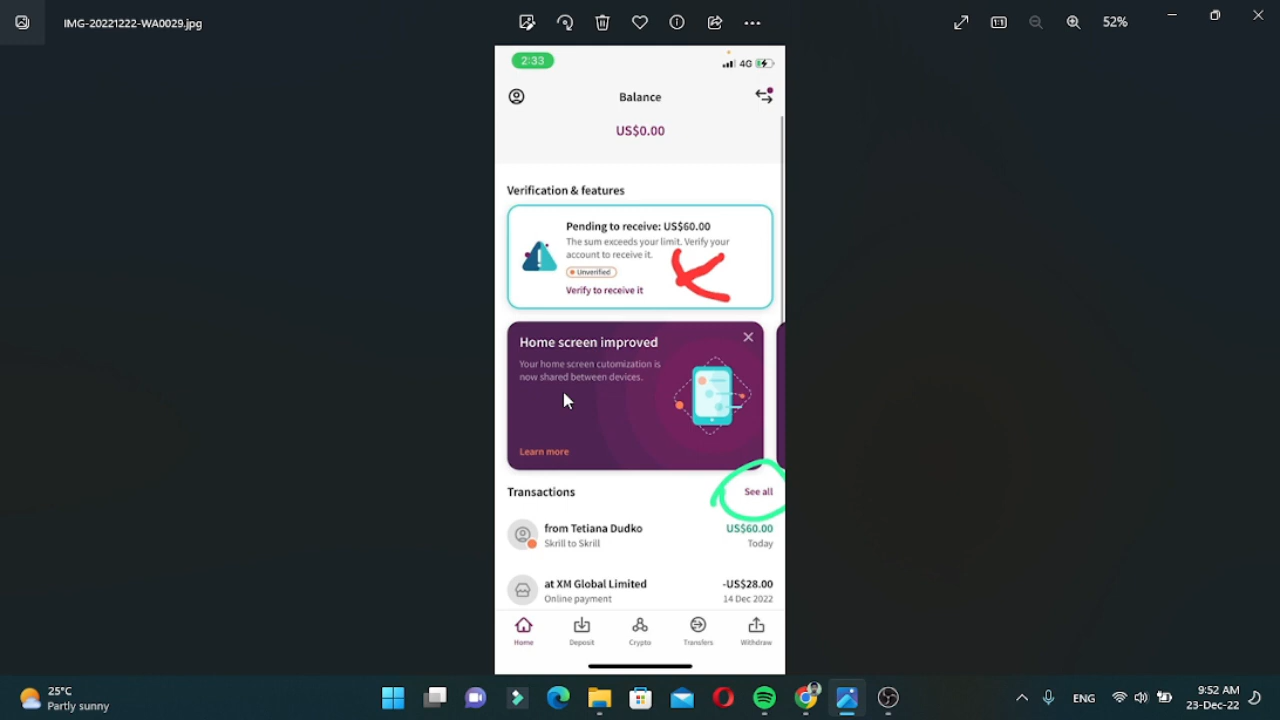 IMG-20221222-WA0029.jpg
52%
2:33
4G
Balance
US$0.00
Verification & features
Pending to receive: US$60.00
The sum exceeds your limit. Verify your
account to receive it.
Unverified
Verify to receive it
Home screen improved
Your home screen cutomization is
now shared between devices.
Learn more
Transactions
See all
from Tetiana Dudko
US$60.00
Skrill to Skrill
Today
at XM Global Limited
-US$28.00
Online payment
14 Dec 2022
Home
Deposit
Crypto
Transfers
Withdraw
25°C
Partly sunny
ENG
8:52 AM
23-Dec-22